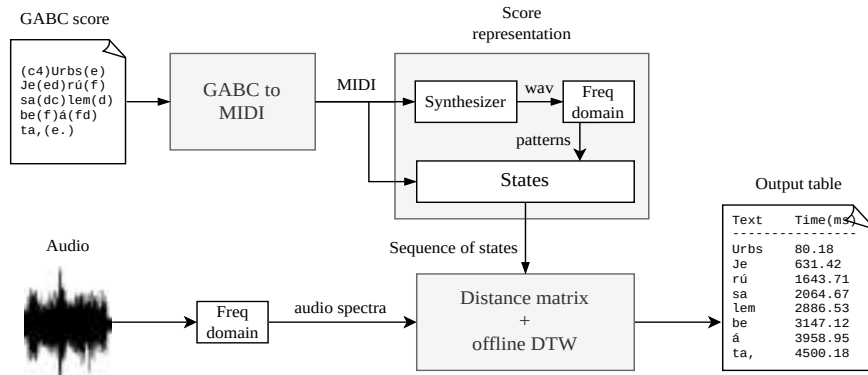 GABC score
(c4)Urbs(e)
Je(ed)rú(f)
sa(dc)lem(d)
be(f)á(fd)
ta,(e.)
GABC to
MIDI
MIDI
Score
representation
Synthesizer
wav
Freq
domain
patterns
States
Sequence of states
Audio
Freq
domain
audio spectra
Distance matrix
+
offline DTW
Output table
Text Time(ms)
----------------
Urbs 80.18
Je 631.42
rú 1643.71
sa 2064.67
lem 2886.53
be 3147.12
á 3958.95
ta, 4500.18